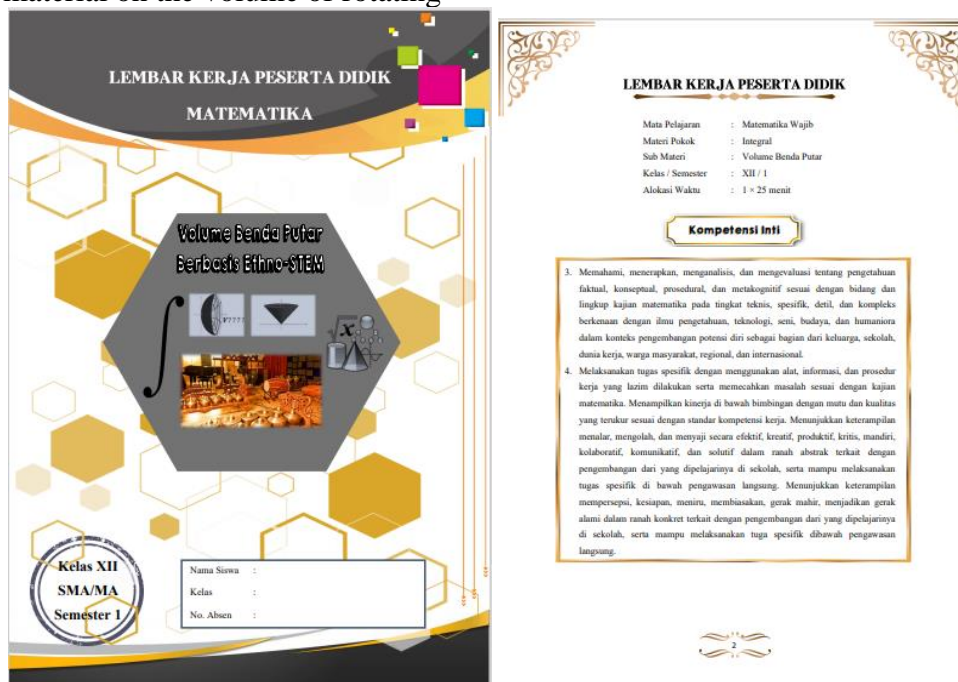 material on the volume of rotating
LEMBAR KERJA PESERTA DIDIK
MATEMATIKA
Volume Benda Putar
Berbasis Ethno-STEM
Kelas XII
SMA/MA
Semester 1
Nama Siswa :
Kelas :
No. Absen :
LEMBAR KERJA PESERTA DIDIK
Mata Pelajaran : Matematika Wajib
Materi Pokok : Integral
Sub Materi : Volume Benda Putar
Kelas / Semester : XII / 1
Alokasi Waktu : 1 × 25 menit
Kompetensi Inti
3. Memahami, menerapkan, menganalisis, dan mengevaluasi tentang pengetahuan
faktual, konseptual, prosedural, dan metakognitif sesuai dengan bidang dan
lingkup kajian matematika pada tingkat teknis, spesifik, detil, dan kompleks
berkenaan dengan ilmu pengetahuan, teknologi, seni, budaya, dan humaniora
dalam konteks pengembangan potensi diri sebagai bagian dari keluarga, sekolah,
dunia kerja, warga masyarakat, regional, dan internasional.
4. Melaksanakan tugas spesifik dengan menggunakan alat, informasi, dan prosedur
kerja yang lazim dilakukan serta memecahkan masalah sesuai dengan kajian
matematika. Menampilkan kinerja di bawah bimbingan dengan mutu dan kualitas
yang terukur sesuai dengan standar kompetensi kerja. Menunjukkan keterampilan
menalar, mengolah, dan menyaji secara efektif, kreatif, produktif, kritis, mandiri,
kolaboratif, komunikatif, dan solutif dalam ranah abstrak terkait dengan
pengembangan dari yang dipelajarinya di sekolah, serta mampu melaksanakan
tugas spesifik di bawah pengawasan langsung. Menunjukkan keterampilan
mempersepsi, kesiapan, meniru, membiasakan, gerak mahir, menjadikan gerak
alami dalam ranah konkret terkait dengan pengembangan dari yang dipelajarinya
di sekolah, serta mampu melaksanakan tuga spesifik dibawah pengawasan
langsung.
2